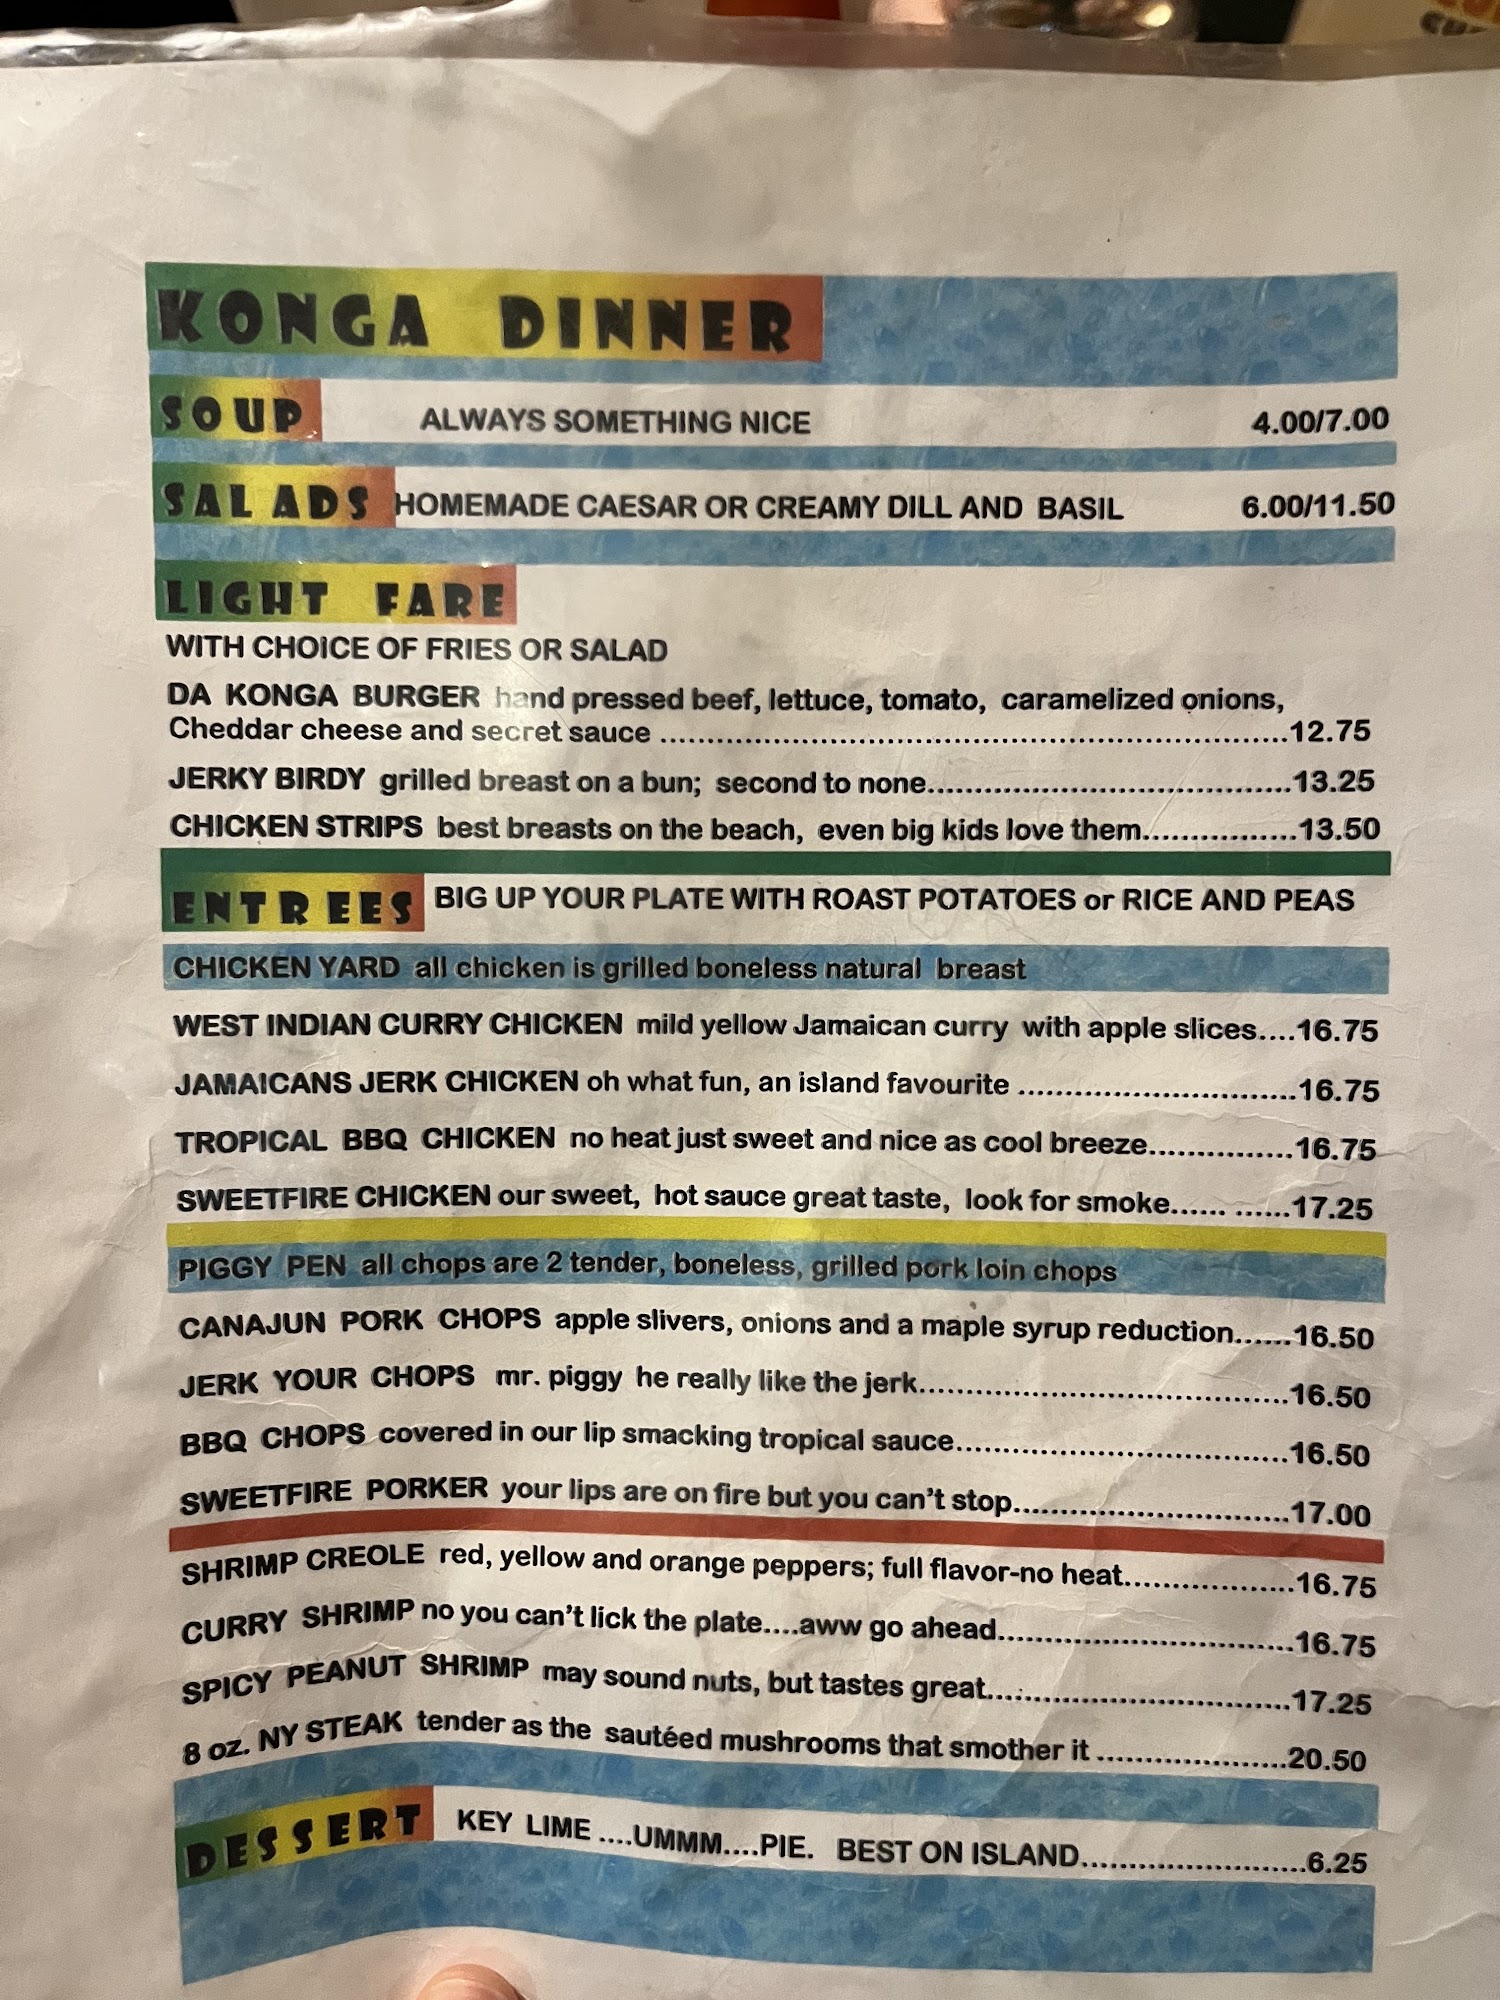 KONGA DINNER
SOUP ALWAYS SOMETHING NICE 4.00/7.00
SALADS HOMEMADE CAESAR OR CREAMY DILL AND BASIL 6.00/11.50
LIGHT FARE
WITH CHOICE OF FRIES OR SALAD
DA KONGA BURGER hand pressed beef, lettuce, tomato, caramelized onions,
Cheddar cheese and secret sauce ....................................................................12.75
JERKY BIRDY grilled breast on a bun; second to none.......................................13.25
CHICKEN STRIPS best breasts on the beach, even big kids love them.................13.50
ENTREES BIG UP YOUR PLATE WITH ROAST POTATOES or RICE AND PEAS
CHICKEN YARD all chicken is grilled boneless natural breast
WEST INDIAN CURRY CHICKEN mild yellow Jamaican curry with apple slices....16.75
JAMAICANS JERK CHICKEN oh what fun, an island favourite ..............................16.75
TROPICAL BBQ CHICKEN no heat just sweet and nice as cool breeze................16.75
SWEETFIRE CHICKEN our sweet, hot sauce great taste, look for smoke...... ......17.25
PIGGY PEN all chops are 2 tender, boneless, grilled pork loin chops
CANAJUN PORK CHOPS apple slivers, onions and a maple syrup reduction......16.50
JERK YOUR CHOPS mr. piggy he really like the jerk........................................16.50
BBQ CHOPS covered in our lip smacking tropical sauce....................................16.50
SWEETFIRE PORKER your lips are on fire but you can't stop..............................17.00
SHRIMP CREOLE red, yellow and orange peppers; full flavor-no heat..................16.75
CURRY SHRIMP no you can't lick the plate....aww go ahead................................16.75
SPICY PEANUT SHRIMP may sound nuts, but tastes great.................................17.25
8 oz. NY STEAK tender as the sautéed mushrooms that smother it ....................20.50
DESSERT KEY LIME ....UMMM....PIE. BEST ON ISLAND........................6.25